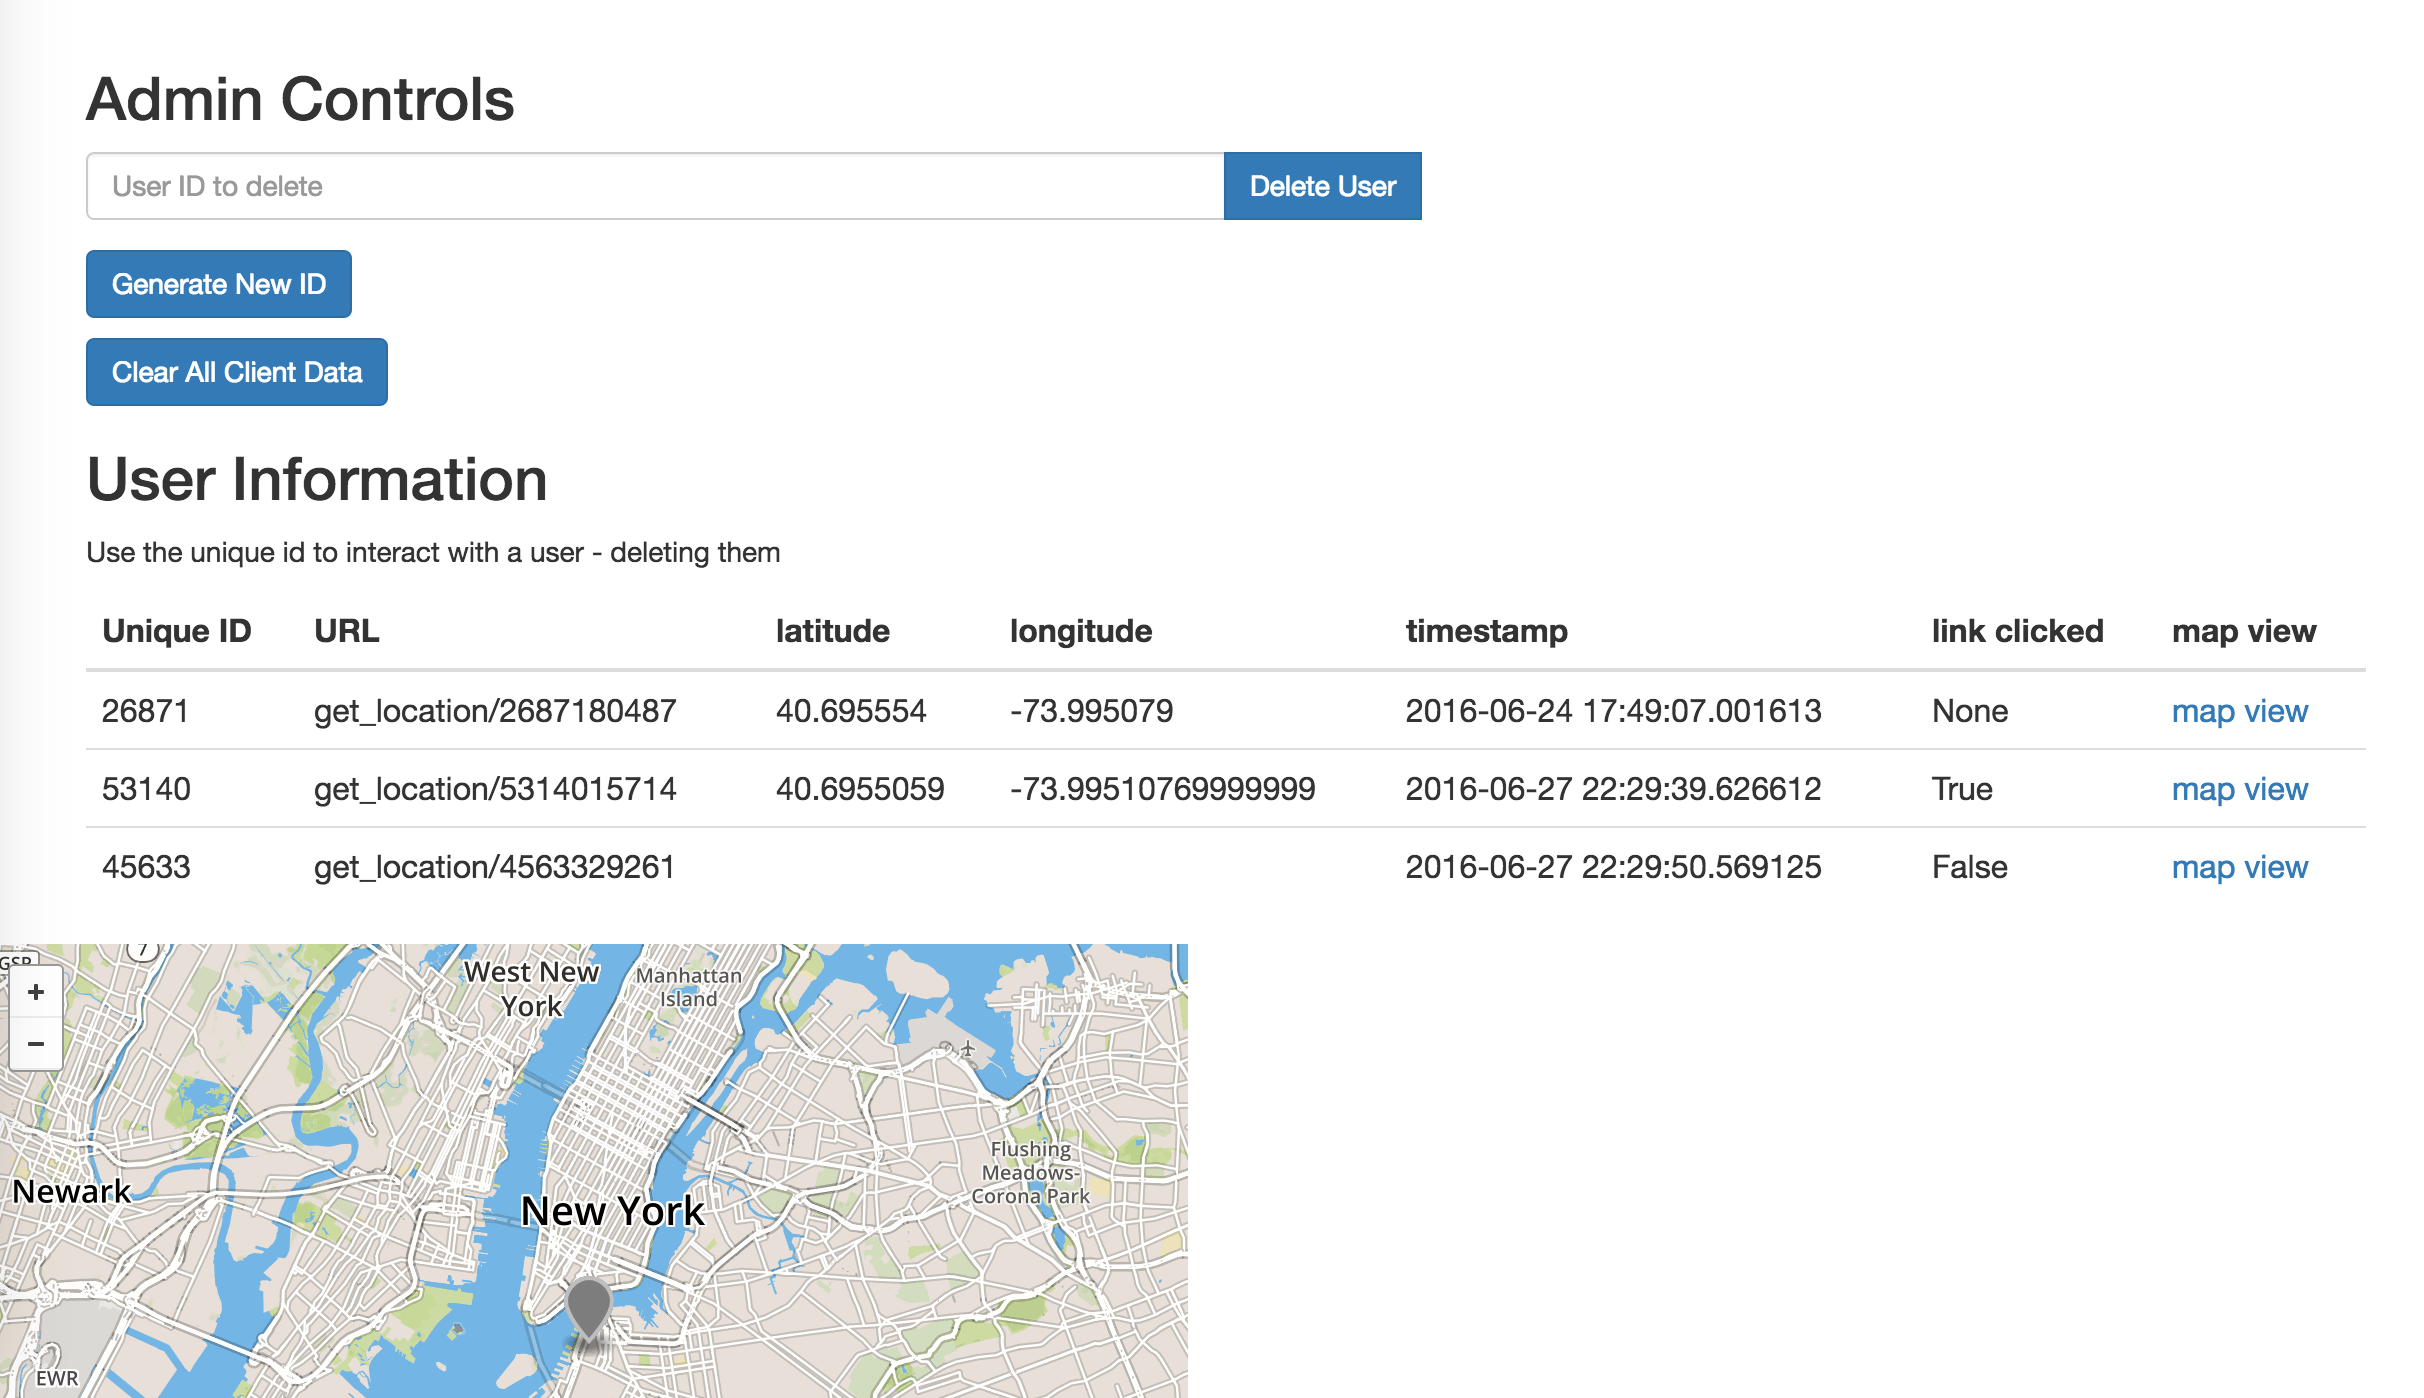 Admin Controls
User ID to delete
Delete User
Generate New ID
Clear All Client Data
User Information
Use the unique id to interact with a user - deleting them
Unique ID URL latitude longitude timestamp link clicked map view
26871 get_location/2687180487 40.695554 -73.995079 2016-06-24 17:49:07.001613 None map view
53140 get_location/5314015714 40.6955059 -73.99510769999999 2016-06-27 22:29:39.626612 True map view
45633 get_location/4563329261 2016-06-27 22:29:50.569125 False map view
GSP
7
+
−
West New
York
Manhattan
Island
Flushing
Meadows-
Corona Park
Newark
New York
EWR